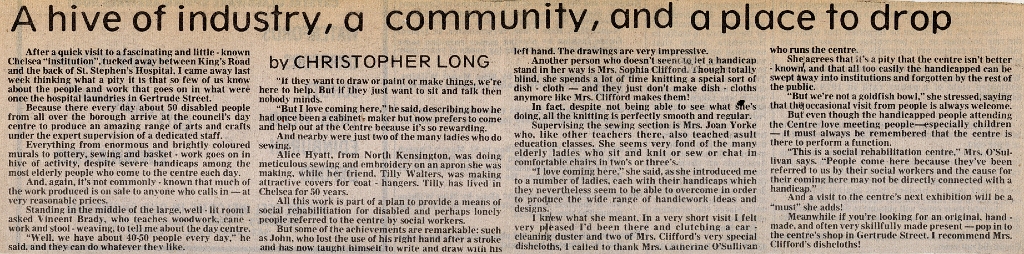 A hive of industry, a community, and a place to drop
After a quick visit to a fascinating and little - known
Chelsea "institution", tucked away between King's Road
and the back of St. Stephen's Hospital, I came away last
week thinking what a pity it is that so few of us know
about the people and work that goes on in what were
once the hospital laundries in Gertrude Street.
Because there every day about 50 disabled people
from all over the borough arrive at the council's day
centre to produce an amazing range of arts and crafts
under the expert supervision of a dedicated staff.
Everything from enormous and brightly coloured
murals to pottery, sewing and basket - work goes on in
hive of activity, despite severe handicaps among the
most elderly people who come to the centre each day.
And, again, it's not commonly - known that much of
the work produced is on sale to anyone who calls in — at
very reasonable prices.
Standing in the middle of the large, well - lit room I
asked Vincent Brady, who teaches woodwork, cane -
work and stool - weaving, to tell me about the day centre.
"Well, we have about 40-50 people every day," he
said, and they can do whatever they like.
by CHRISTOPHER LONG
"If they want to draw or paint or make things, we're
here to help. But if they just want to sit and talk then
nobody minds.
"But I love coming here," he said, describing how he
had once been a cabinet - maker but now prefers to come
and help out at the Centre because it's so rewarding.
And nearby were just two of the many ladies who do
sewing.
Alice Hyatt, from North Kensington, was doing
meticulous sewing and embroidery on an apron she was
making, while her friend, Tilly Walters, was making
attractive covers for coat - hangers. Tilly has lived in
Chelsea for 50 years.
All this work is part of a plan to provide a means of
social rehabilitation for disabled and perhaps lonely
people referred to the centre by social workers.
But some of the achievements are remarkable: such
as John, who lost the use of his right hand after a stroke
and has now taught himself to write and draw with his
left hand. The drawings are very impressive.
Another person who doesn't seem to let a handicap
stand in her way is Mrs. Sophia Clifford. Though totally
blind, she spends a lot of time knitting a special sort of
dish - cloth — and they just don't make dish - cloths
anymore like Mrs. Clifford makes them!
In fact, despite not being able to see what she's
doing, all the knitting is perfectly smooth and regular.
Supervising the sewing section is Mrs. Joan Yorke
who, like other teachers there, also teached asult
education classes. She seems very fond of the many
elderly ladies who sit and knit or sew or chat in
comfortable chairs in two's or three's.
"I love coming here," she said, as she introduced me
to a number of ladies, each with their handicaps which
they nevertheless seem to be able to overcome in order
to produce the wide range of handiwork ideas and
designs.
I knew what she meant. In a very short visit I felt
very pleased I'd been there and clutching a car -
cleaning duster and two of Mrs. Clifford's very special
dishcloths, I called to thank Mrs. Catherine O'Sullivan
who runs the centre.
She agrees that it's a pity that the centre isn't better
- known, and that all too easily the handicapped can be
swept away into institutions and forgotten by the rest of
the public.
"But we're not a goldfish bowl," she stressed, saying
that the occasional visit from people is always welcome.
But even though the handicapped people attending
the Centre love meeting people—especially children
— it must always be remembered that the centre is
there to perform a function.
"This is a social rehabilitation centre," Mrs. O'Sul-
livan says. "People come here because they've been
referred to us by their social workers and the cause for
their coming here may not be directly connected with a
handicap."
And a visit to the centre's next exhibition will be a,
"must" she adds!
Meanwhile if you're looking for an original, hand -
made, and often very skilfully made present — pop in to
the centre's shop in Gertrude Street. I recommend Mrs.
Clifford's dishcloths!